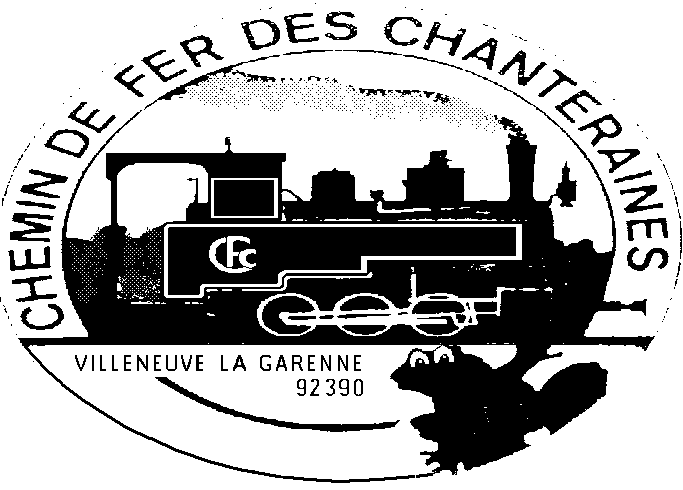 CHEMIN DE FER DES CHANTERAINES
CFC
VILLENEUVE LA GARENNE
92390